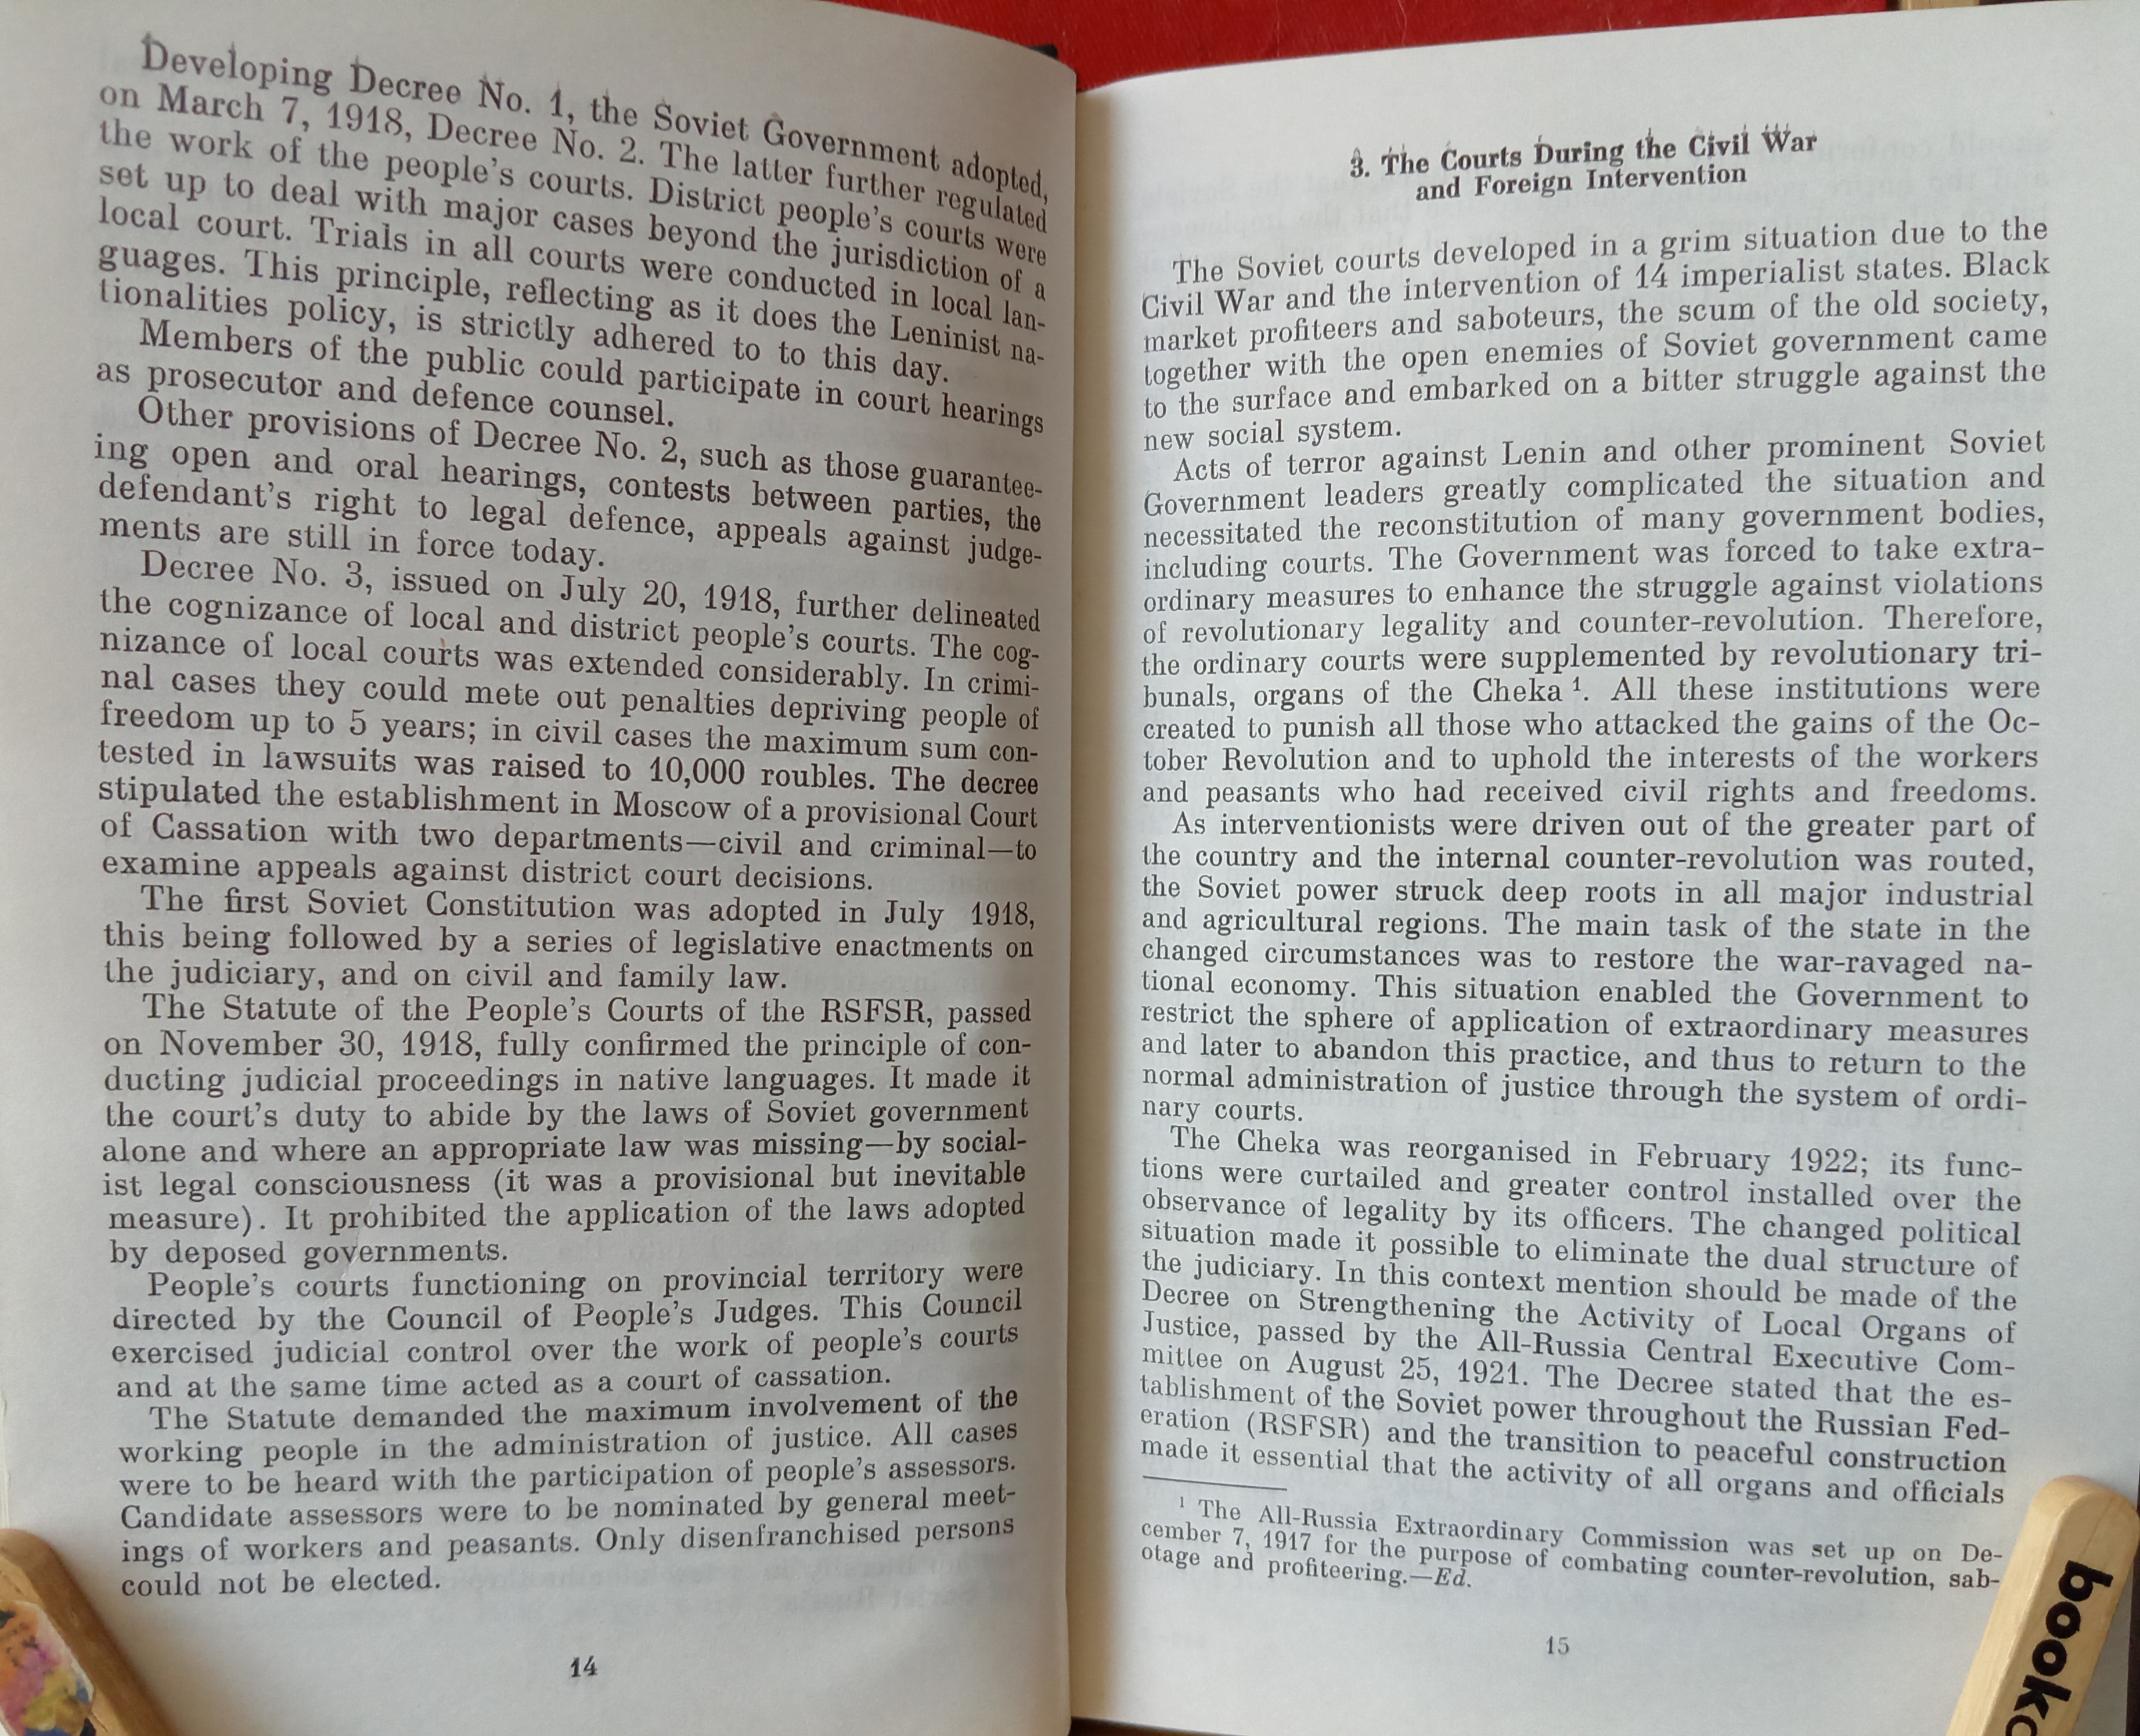 Developing Decree No. 1, the Soviet Government adopted,
on March 7, 1918, Decree No. 2. The latter further regulated
the work of the people's courts. District people's courts were
set up to deal with major cases beyond the jurisdiction of a
local court. Trials in all courts were conducted in local lan-
guages. This principle, reflecting as it does the Leninist na-
tionalities policy, is strictly adhered to to this day.
Members of the public could participate in court hearings
as prosecutor and defence counsel.
Other provisions of Decree No. 2, such as those guarantee-
ing open and oral hearings, contests between parties, the
defendant's right to legal defence, appeals against judge-
ments are still in force today.
Decree No. 3, issued on July 20, 1918, further delineated
the cognizance of local and district people's courts. The cog-
nizance of local courts was extended considerably. In crimi-
nal cases they could mete out penalties depriving people of
freedom up to 5 years; in civil cases the maximum sum con-
tested in lawsuits was raised to 10,000 roubles. The decree
stipulated the establishment in Moscow of a provisional Court
of Cassation with two departments—civil and criminal—to
examine appeals against district court decisions.
The first Soviet Constitution was adopted in July 1918,
this being followed by a series of legislative enactments on
the judiciary, and on civil and family law.
The Statute of the People's Courts of the RSFSR, passed
on November 30, 1918, fully confirmed the principle of con-
ducting judicial proceedings in native languages. It made it
the court's duty to abide by the laws of Soviet government
alone and where an appropriate law was missing—by social-
ist legal consciousness (it was a provisional but inevitable
measure). It prohibited the application of the laws adopted
by deposed governments.
People's courts functioning on provincial territory were
directed by the Council of People's Judges. This Council
exercised judicial control over the work of people's courts
and at the same time acted as a court of cassation.
The Statute demanded the maximum involvement of the
working people in the administration of justice. All cases
were to be heard with the participation of people's assessors.
Candidate assessors were to be nominated by general meet-
ings of workers and peasants. Only disenfranchised persons
could not be elected.
14
3. The Courts During the Civil War
and Foreign Intervention
The Soviet courts developed in a grim situation due to the
Civil War and the intervention of 14 imperialist states. Black
market profiteers and saboteurs, the scum of the old society,
together with the open enemies of Soviet government came
to the surface and embarked on a bitter struggle against the
new social system.
Acts of terror against Lenin and other prominent Soviet
Government leaders greatly complicated the situation and
necessitated the reconstitution of many government bodies,
including courts. The Government was forced to take extra-
ordinary measures to enhance the struggle against violations
of revolutionary legality and counter-revolution. Therefore,
the ordinary courts were supplemented by revolutionary tri-
bunals, organs of the Cheka ¹. All these institutions were
created to punish all those who attacked the gains of the Oc-
tober Revolution and to uphold the interests of the workers
and peasants who had received civil rights and freedoms.
As interventionists were driven out of the greater part of
the country and the internal counter-revolution was routed,
the Soviet power struck deep roots in all major industrial
and agricultural regions. The main task of the state in the
changed circumstances was to restore the war-ravaged na-
tional economy. This situation enabled the Government to
restrict the sphere of application of extraordinary measures
and later to abandon this practice, and thus to return to the
normal administration of justice through the system of ordi-
nary courts.
The Cheka was reorganised in February 1922; its func-
tions were curtailed and greater control installed over the
observance of legality by its officers. The changed political
situation made it possible to eliminate the dual structure of
the judiciary. In this context mention should be made of the
Decree on Strengthening the Activity of Local Organs of
Justice, passed by the All-Russia Central Executive Com-
mittee on August 25, 1921. The Decree stated that the es-
tablishment of the Soviet power throughout the Russian Fed-
eration (RSFSR) and the transition to peaceful construction
made it essential that the activity of all organs and officials
¹ The All-Russia Extraordinary Commission was set up on De-
cember 7, 1917 for the purpose of combating counter-revolution, sab-
otage and profiteering.—Ed.
15